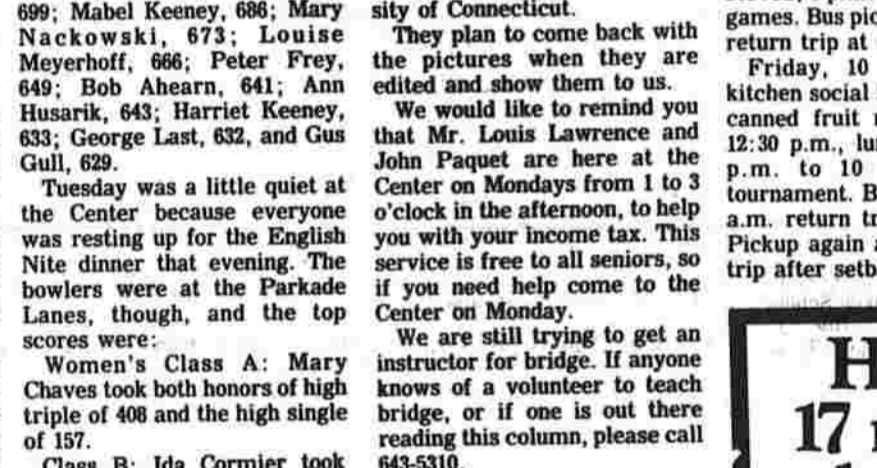 699; Mabel Keeney, 686; Mary
Nackowski, 673; Louise
Meyerhoff, 666; Peter Frey,
649; Bob Ahearn, 641; Ann
Husarik, 643; Harriet Keeney,
633; George Last, 632, and Gus
Gull, 629.
Tuesday was a little quiet at
the Center because everyone
was resting up for the English
Nite dinner that evening. The
bowlers were at the Parkade
Lanes, though, and the top
scores were:
Women's Class A: Mary
Chaves took both honors of high
triple of 408 and the high single
of 157.
Class B: Ida Cormier took
sity of Connecticut.
They plan to come back with
the pictures when they are
edited and show them to us.
We would like to remind you
that Mr. Louis Lawrence and
John Paquet are here at the
Center on Mondays from 1 to 3
o'clock in the afternoon, to help
you with your income tax. This
service is free to all seniors, so
if you need help come to the
Center on Monday.
We are still trying to get an
instructor for bridge. If anyone
knows of a volunteer to teach
bridge, or if one is out there
reading this column, please call
643-5310.
games. Bus pic
return trip at
Friday, 10
kitchen social
canned fruit
12:30 p.m., lu
p.m. to 10
tournament. B
a.m. return tr
Pickup again
trip after setb
H
17